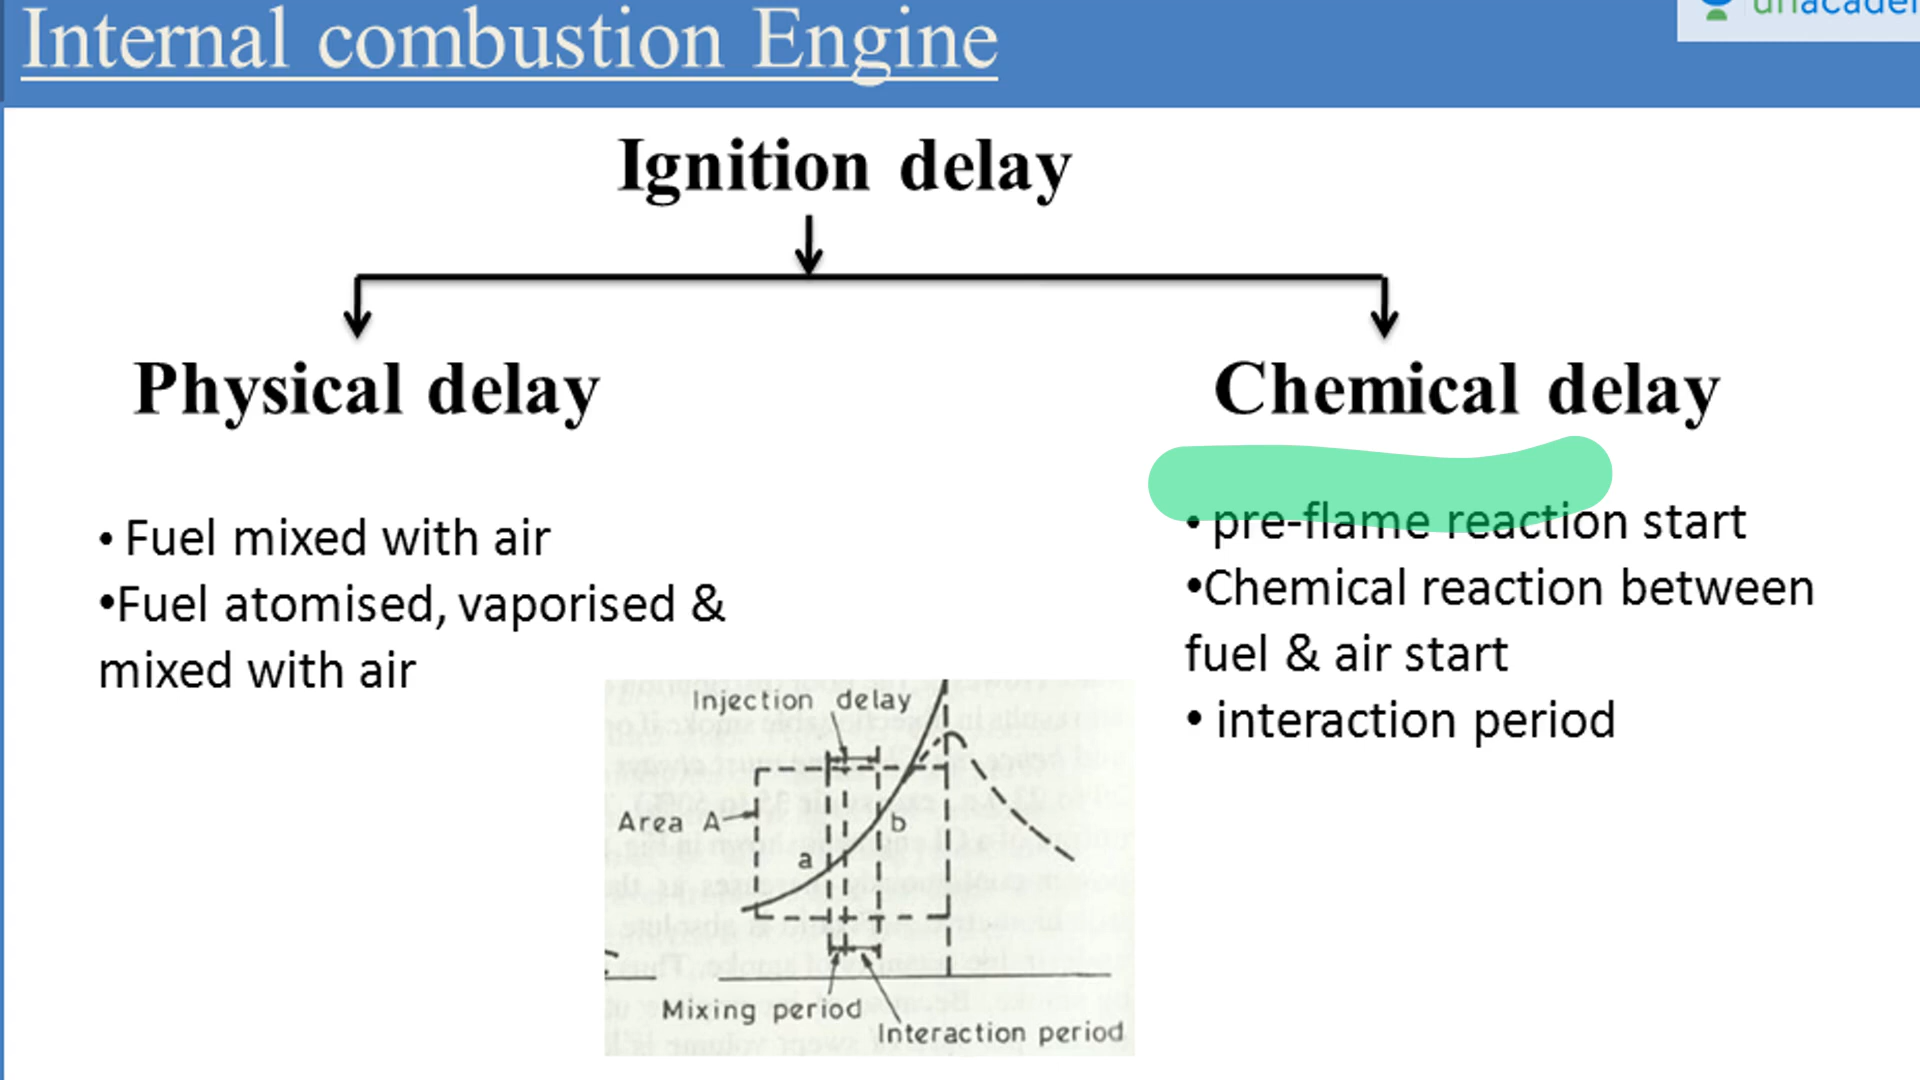 Internal combustion Engine
Ignition delay
Physical delay
Chemical delay
• Fuel mixed with air
•Fuel atomised, vaporised &
mixed with air
• pre-flame reaction start
•Chemical reaction between
fuel & air start
• interaction period
Injection delay
Area A
a
b
Mixing period
Interaction period